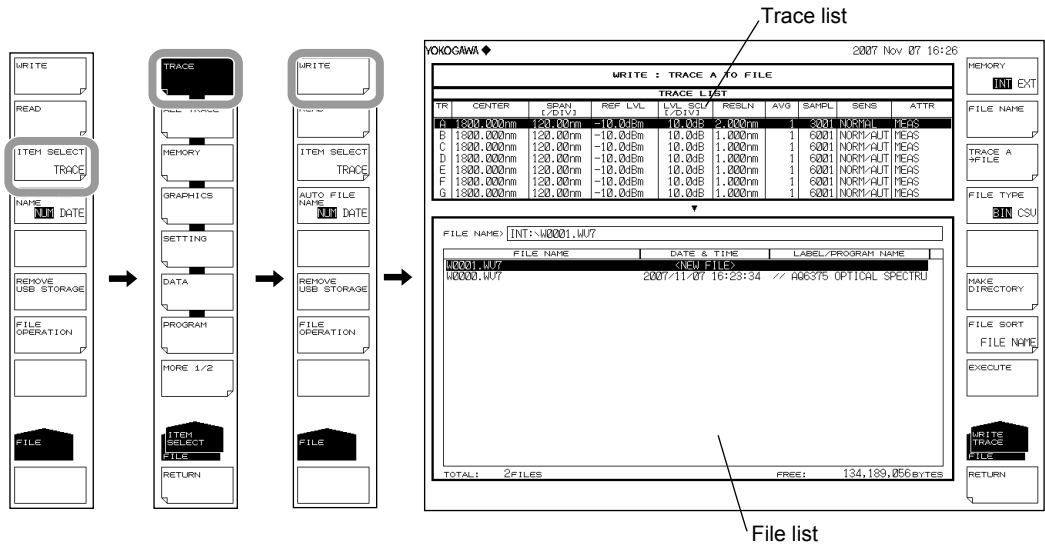 Trace list
WRITE
READ
ITEM SELECT
TRACE
NAME
NUM DATE
REMOVE
USB STORAGE
FILE
OPERATION
FILE
TRACE
ALL TRACE
MEMORY
GRAPHICS
SETTING
DATA
PROGRAM
MORE 1/2
ITEM
SELECT
FILE
RETURN
WRITE
READ
ITEM SELECT
TRACE
AUTO FILE
NAME
NUM DATE
REMOVE
USB STORAGE
FILE
OPERATION
FILE
YOKOGAWA 2007 Nov 07 16:26
WRITE : TRACE A TO FILE
TRACE LIST
TR CENTER SPAN [/DIV] REF LVL LVL SCL [/DIV] RESLN AVG SAMPL SENS ATTR
A 1800.000nm 120.00nm -10.0dBm 10.0dB 2.000nm 1 3001 NORMAL MEAS
B 1800.000nm 120.00nm -10.0dBm 10.0dB 1.000nm 1 6001 NORM/AUT MEAS
C 1800.000nm 120.00nm -10.0dBm 10.0dB 1.000nm 1 6001 NORM/AUT MEAS
D 1800.000nm 120.00nm -10.0dBm 10.0dB 1.000nm 1 6001 NORM/AUT MEAS
E 1800.000nm 120.00nm -10.0dBm 10.0dB 1.000nm 1 6001 NORM/AUT MEAS
F 1800.000nm 120.00nm -10.0dBm 10.0dB 1.000nm 1 6001 NORM/AUT MEAS
G 1800.000nm 120.00nm -10.0dBm 10.0dB 1.000nm 1 6001 NORM/AUT MEAS
FILE NAME> INT:\W0001.WV7
FILE NAME DATE & TIME LABEL/PROGRAM NAME
W0001.WV7 <NEW FILE>
W0000.WV7 2007/11/07 16:23:34 // AQ6375 OPTICAL SPECTRU
TOTAL: 2FILES FREE: 134,189,056BYTES
MEMORY
INT EXT
FILE NAME
TRACE A
→FILE
FILE TYPE
BIN CSV
MAKE
DIRECTORY
FILE SORT
FILE NAME
EXECUTE
WRITE
TRACE
FILE
RETURN
File list